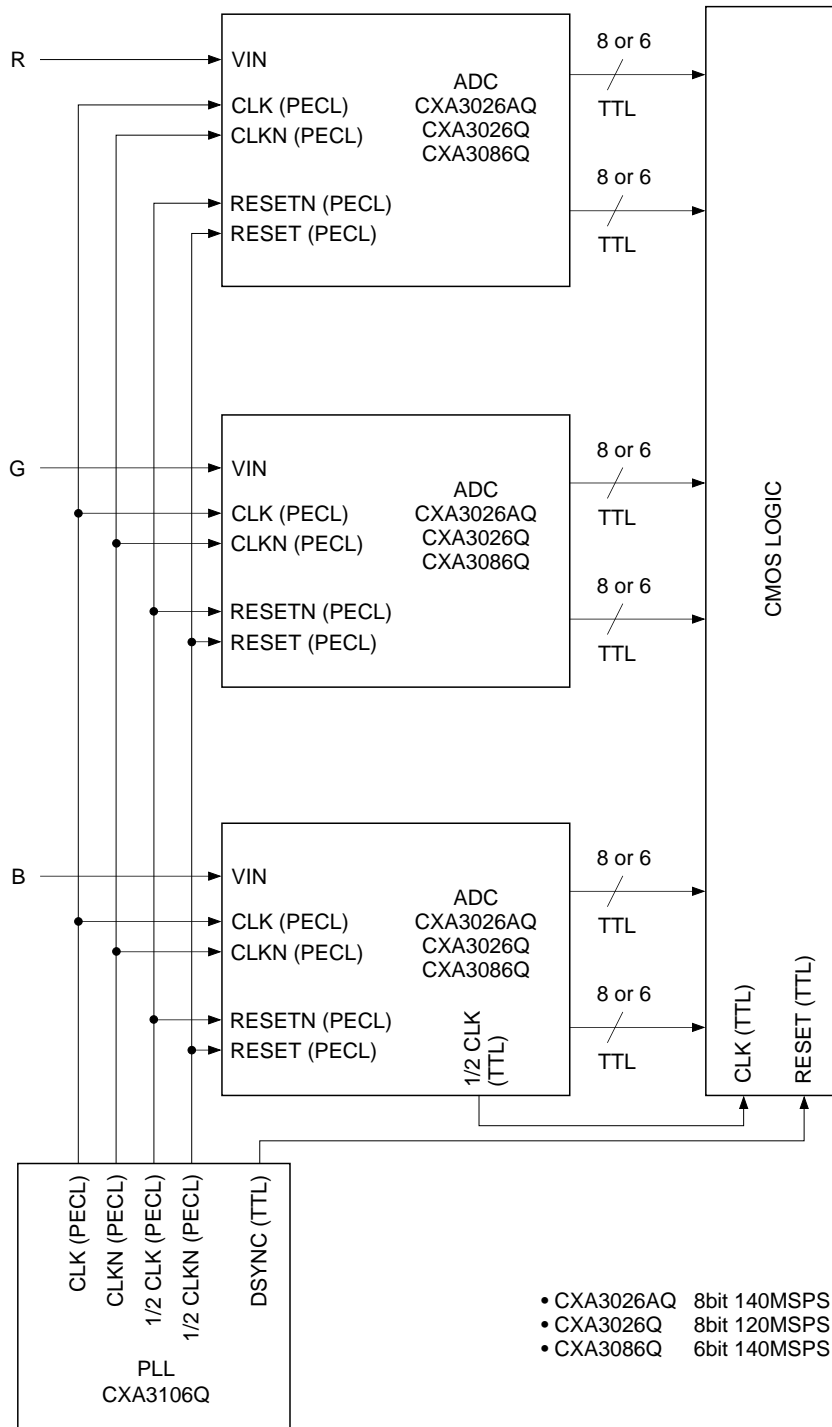 R
VIN
CLK (PECL)
CLKN (PECL)
RESETN (PECL)
RESET (PECL)
ADC
CXA3026AQ
CXA3026Q
CXA3086Q
8 or 6
TTL
8 or 6
TTL
G
VIN
CLK (PECL)
CLKN (PECL)
RESETN (PECL)
RESET (PECL)
ADC
CXA3026AQ
CXA3026Q
CXA3086Q
8 or 6
TTL
8 or 6
TTL
CMOS LOGIC
B
VIN
CLK (PECL)
CLKN (PECL)
RESETN (PECL)
RESET (PECL)
ADC
CXA3026AQ
CXA3026Q
CXA3086Q
1/2 CLK
(TTL)
8 or 6
TTL
8 or 6
TTL
CLK (TTL)
RESET (TTL)
CLK (PECL)
CLKN (PECL)
1/2 CLK (PECL)
1/2 CLKN (PECL)
DSYNC (TTL)
PLL
CXA3106Q
• CXA3026AQ 8bit 140MSPS
• CXA3026Q 8bit 120MSPS
• CXA3086Q 6bit 140MSPS